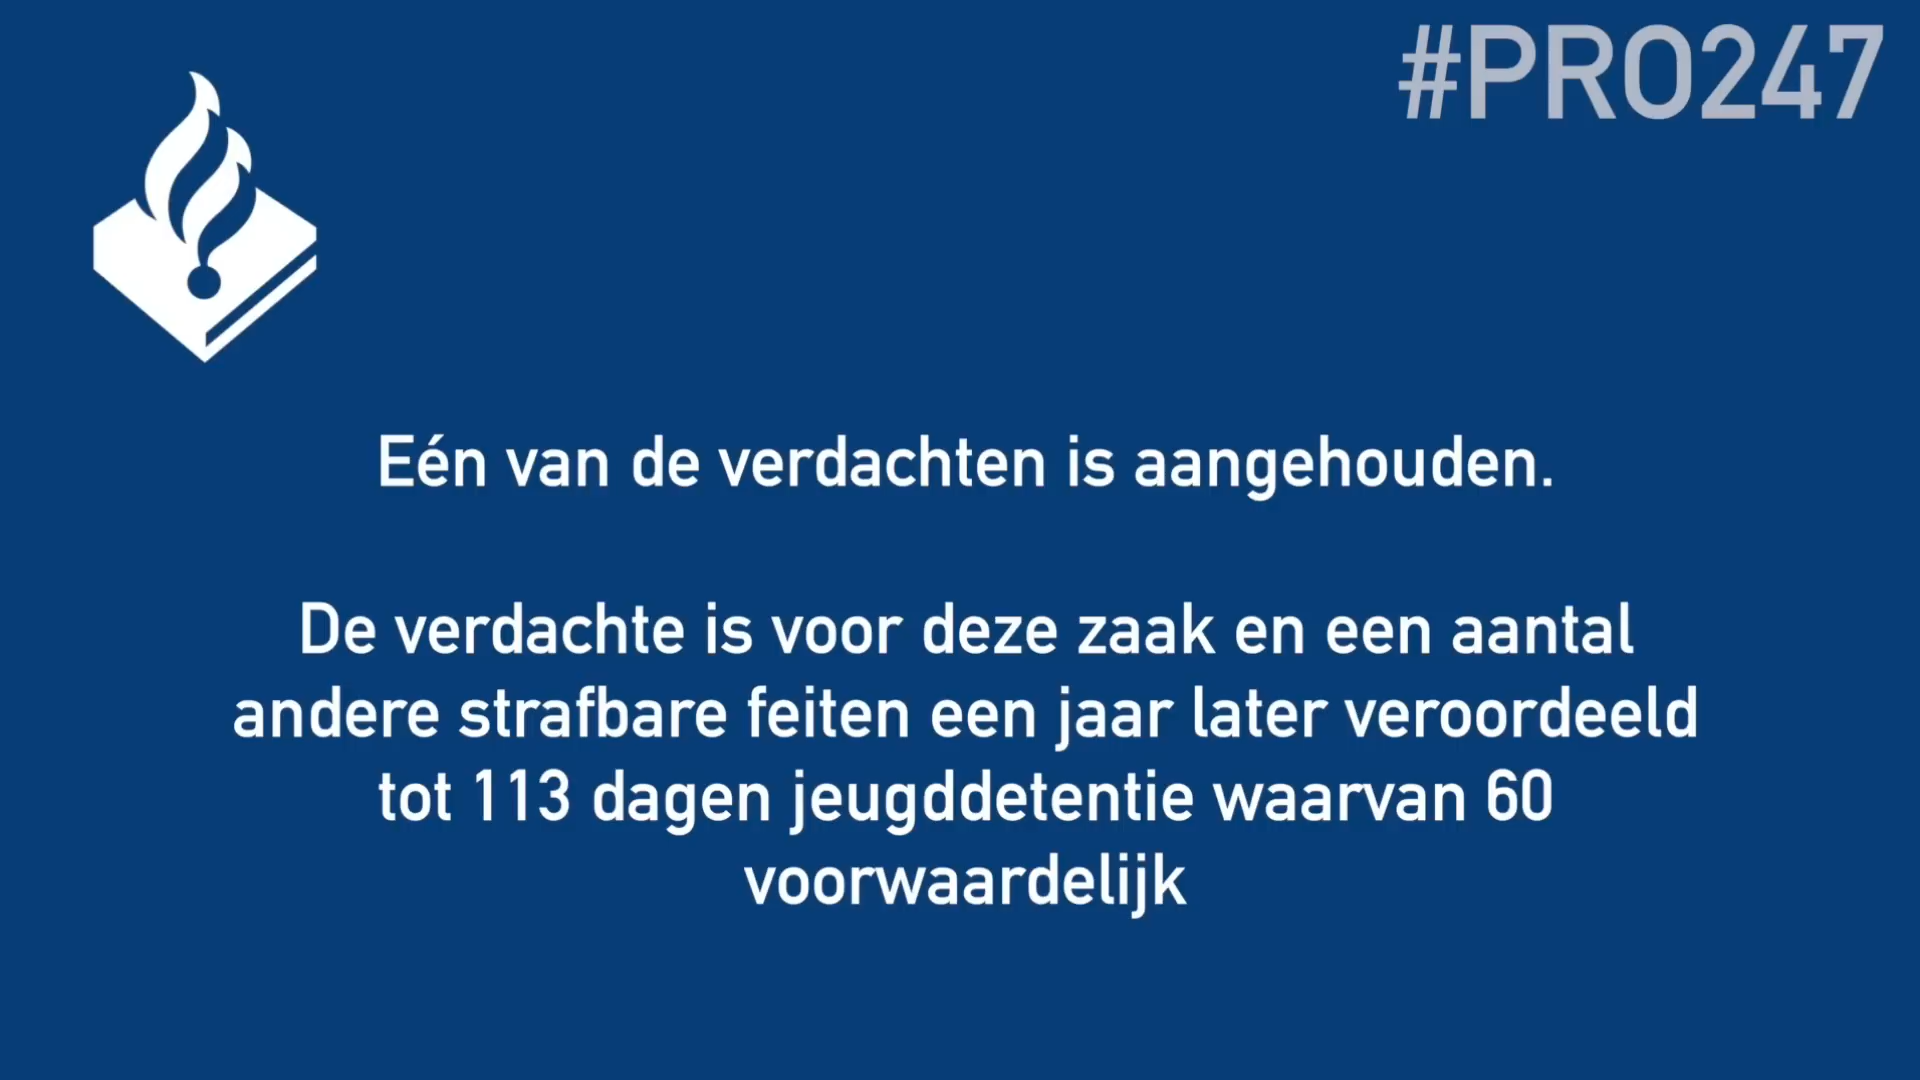 #PRO247
Eén van de verdachten is aangehouden.
De verdachte is voor deze zaak en een aantal
andere strafbare feiten een jaar later veroordeeld
tot 113 dagen jeugddetentie waarvan 60
voorwaardelijk